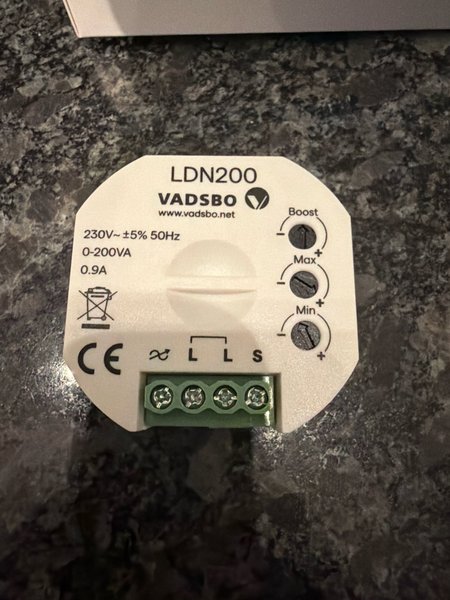 LDN200
VADSBO
www.vadsbo.net
230V~ ±5% 50Hz
0-200VA
0.9A
Boost
- +
Max
- +
Min
- +
CE
L L S